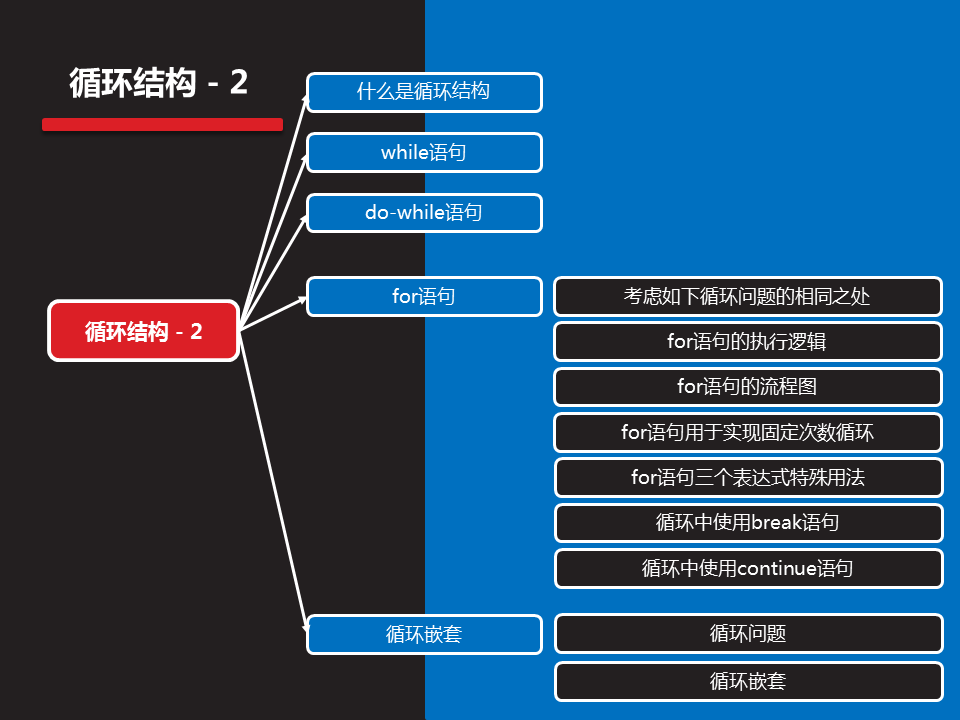 循环结构 - 2
什么是循环结构
while语句
do-while语句
循环结构 - 2
for语句
考虑如下循环问题的相同之处
for语句的执行逻辑
for语句的流程图
for语句用于实现固定次数循环
for语句三个表达式特殊用法
循环中使用break语句
循环中使用continue语句
循环嵌套
循环问题
循环嵌套